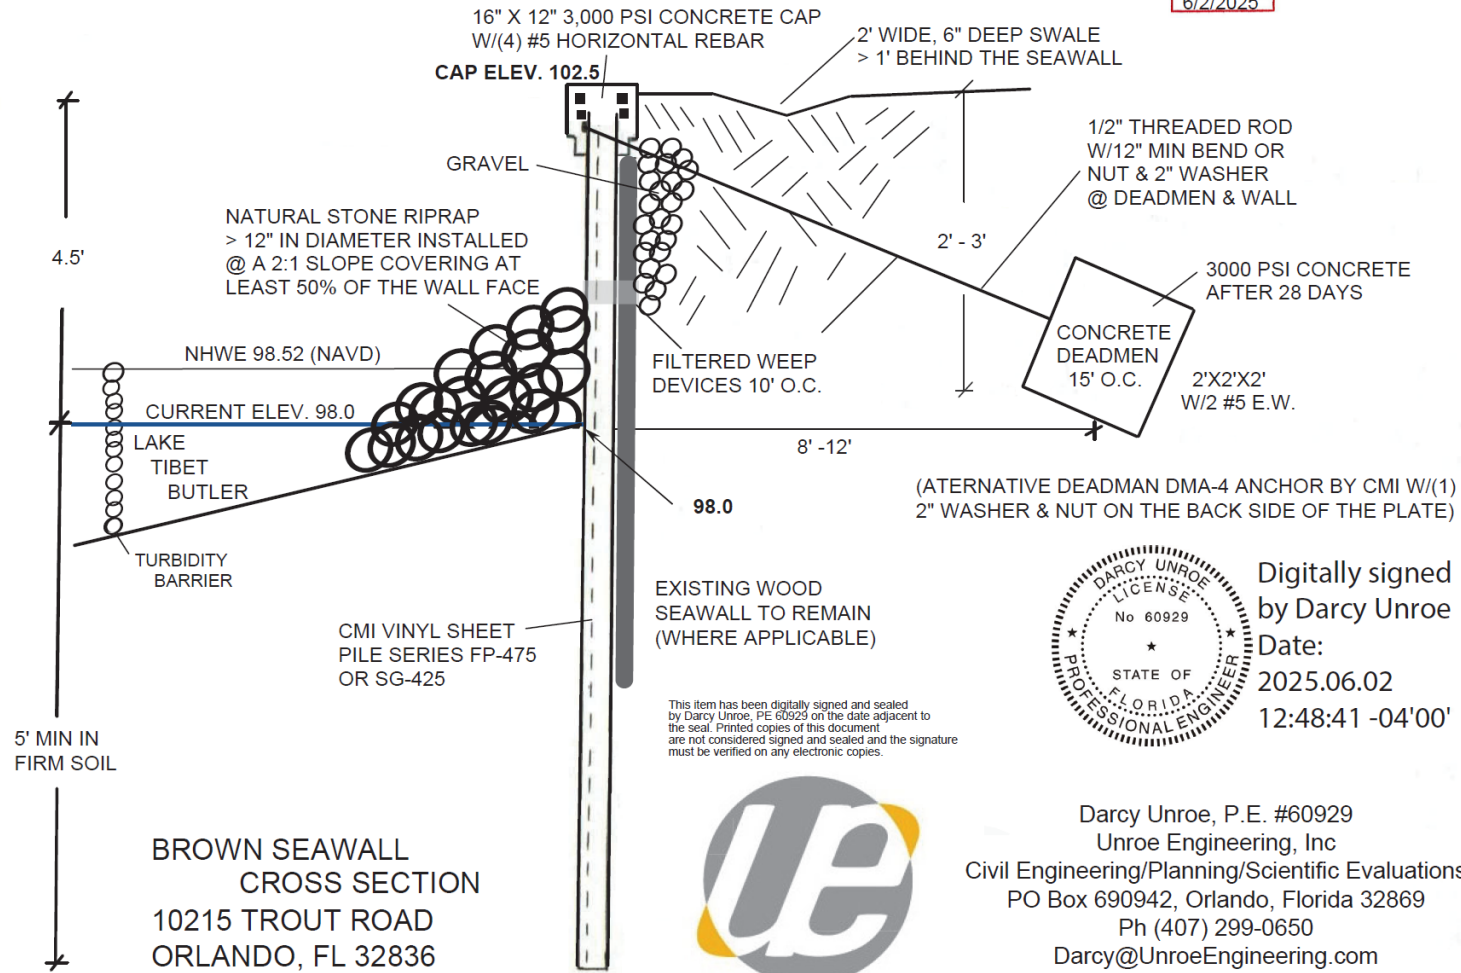 6/2/2025
16" X 12" 3,000 PSI CONCRETE CAP
W/(4) #5 HORIZONTAL REBAR
CAP ELEV. 102.5
2' WIDE, 6" DEEP SWALE
> 1' BEHIND THE SEAWALL
1/2" THREADED ROD
W/12" MIN BEND OR
NUT & 2" WASHER
@ DEADMEN & WALL
GRAVEL
NATURAL STONE RIPRAP
> 12" IN DIAMETER INSTALLED
@ A 2:1 SLOPE COVERING AT
LEAST 50% OF THE WALL FACE
4.5'
2' - 3'
3000 PSI CONCRETE
AFTER 28 DAYS
CONCRETE
DEADMEN
15' O.C.
2'X2'X2'
W/2 #5 E.W.
NHWE 98.52 (NAVD)
FILTERED WEEP
DEVICES 10' O.C.
CURRENT ELEV. 98.0
LAKE
TIBET
BUTLER
8' -12'
98.0
(ATERNATIVE DEADMAN DMA-4 ANCHOR BY CMI W/(1)
2" WASHER & NUT ON THE BACK SIDE OF THE PLATE)
TURBIDITY
BARRIER
EXISTING WOOD
SEAWALL TO REMAIN
(WHERE APPLICABLE)
CMI VINYL SHEET
PILE SERIES FP-475
OR SG-425
DARCY UNROE
LICENSE
No 60929
STATE OF
FLORIDA
PROFESSIONAL ENGINEER
Digitally signed
by Darcy Unroe
Date:
2025.06.02
12:48:41 -04'00'
This item has been digitally signed and sealed
by Darcy Unroe, PE 60929 on the date adjacent to
the seal. Printed copies of this document
are not considered signed and sealed and the signature
must be verified on any electronic copies.
5' MIN IN
FIRM SOIL
BROWN SEAWALL
CROSS SECTION
10215 TROUT ROAD
ORLANDO, FL 32836
ue
Darcy Unroe, P.E. #60929
Unroe Engineering, Inc
Civil Engineering/Planning/Scientific Evaluations
PO Box 690942, Orlando, Florida 32869
Ph (407) 299-0650
Darcy@UnroeEngineering.com